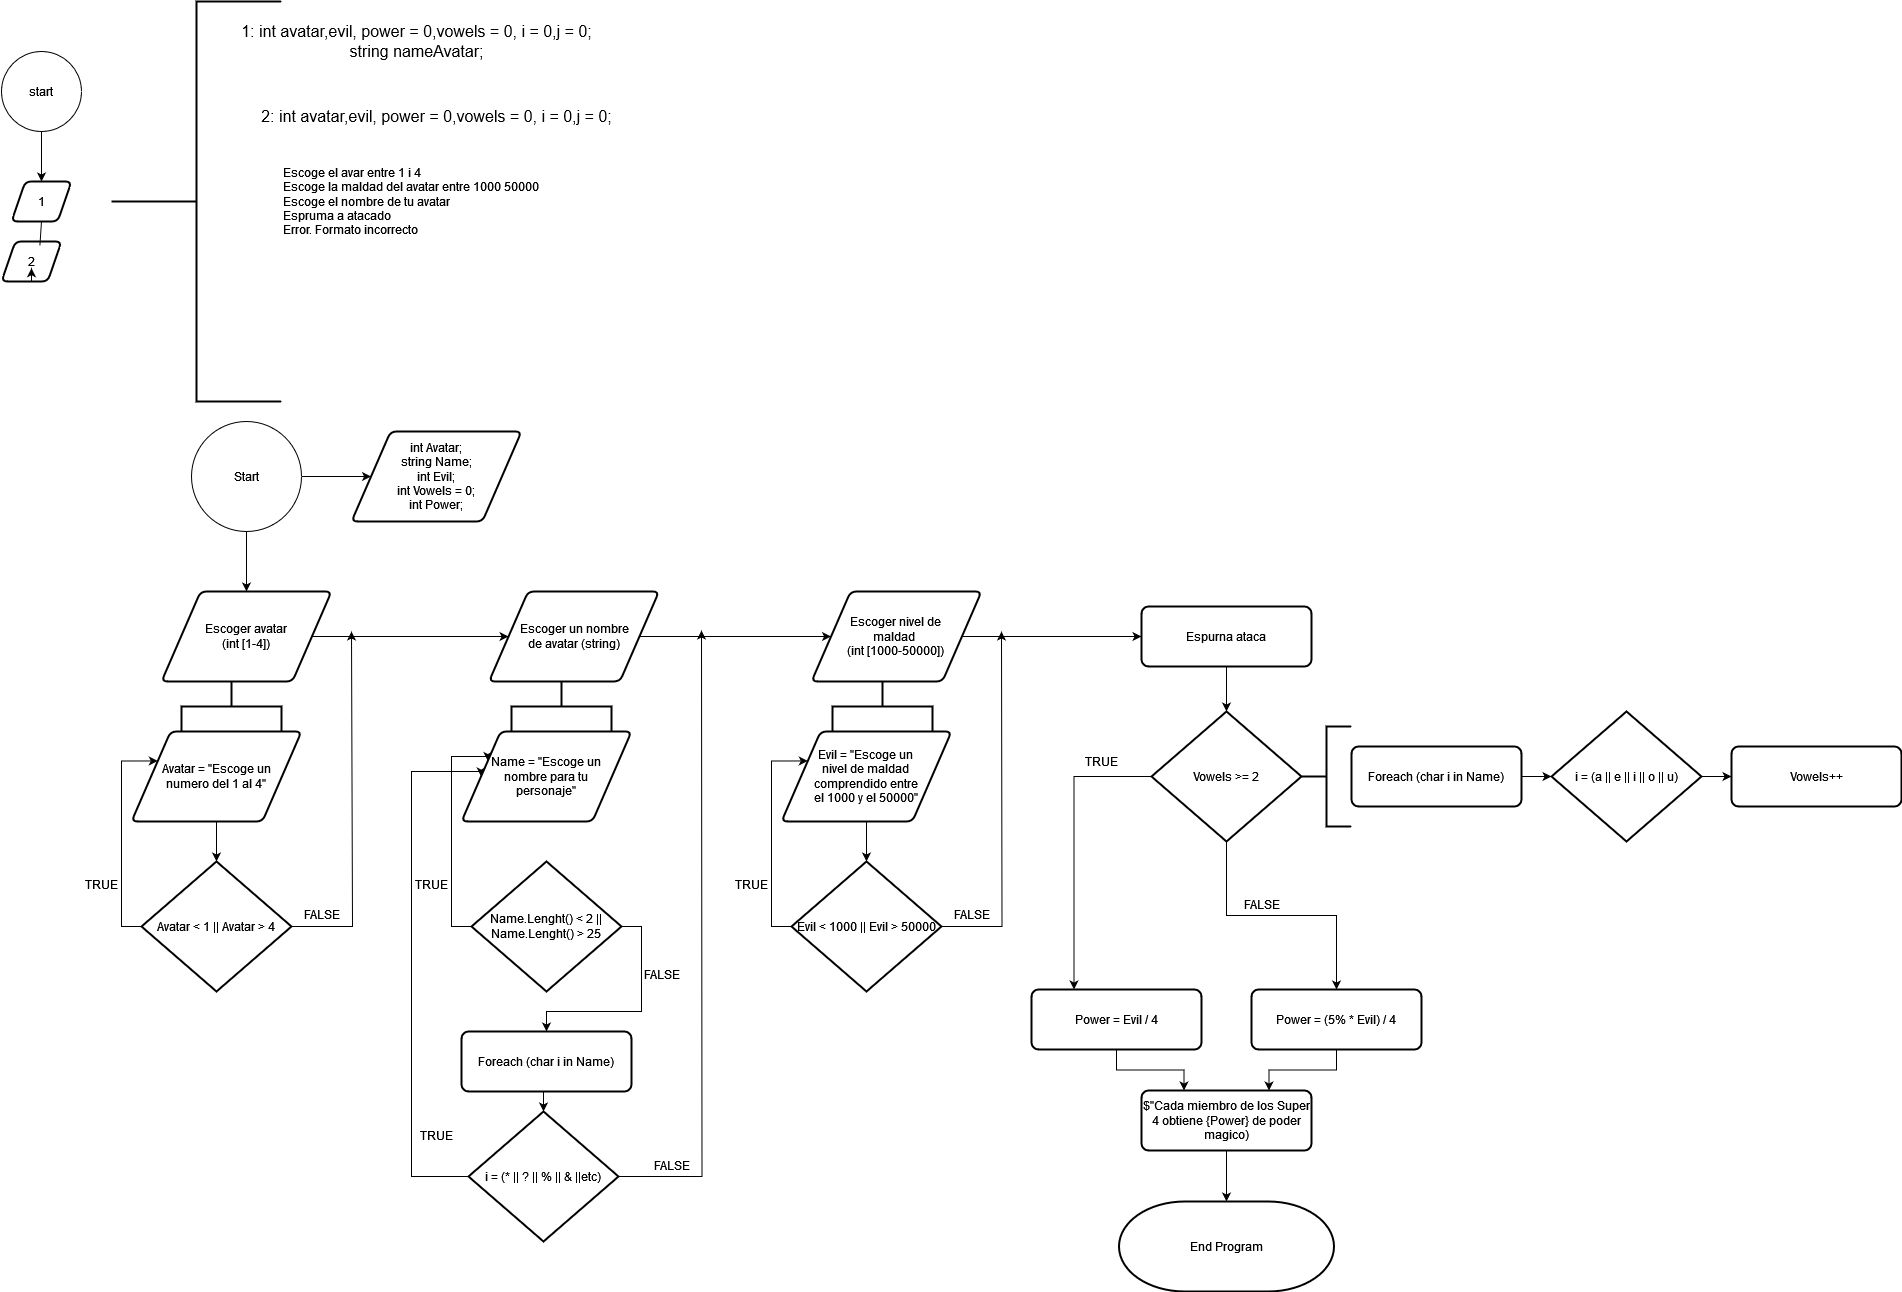 1: int avatar,evil, power = 0,vowels = 0, i = 0,j = 0;
string nameAvatar;
start
2: int avatar,evil, power = 0,vowels = 0, i = 0,j = 0;
Escoge el avar entre 1 i 4
Escoge la maldad del avatar entre 1000 50000
Escoge el nombre de tu avatar
Espruma a atacado
Error. Formato incorrecto
1
2
Start
int Avatar;
string Name;
int Evil;
int Vowels = 0;
int Power;
Escoger avatar
(int [1-4])
Escoger un nombre
de avatar (string)
Escoger nivel de
maldad
(int [1000-50000])
Espurna ataca
Avatar = "Escoge un
numero del 1 al 4"
Name = "Escoge un
nombre para tu
personaje"
Evil = "Escoge un
nivel de maldad
comprendido entre
el 1000 y el 50000"
TRUE
Vowels >= 2
Foreach (char i in Name)
i = (a || e || i || o || u)
Vowels++
TRUE
Avatar < 1 || Avatar > 4
FALSE
TRUE
Name.Lenght() < 2 ||
Name.Lenght() > 25
FALSE
TRUE
Evil < 1000 || Evil > 50000
FALSE
FALSE
Foreach (char i in Name)
TRUE
i = (* || ? || % || & ||etc)
FALSE
Power = Evil / 4
Power = (5% * Evil) / 4
$"Cada miembro de los Super
4 obtiene {Power} de poder
magico)
End Program